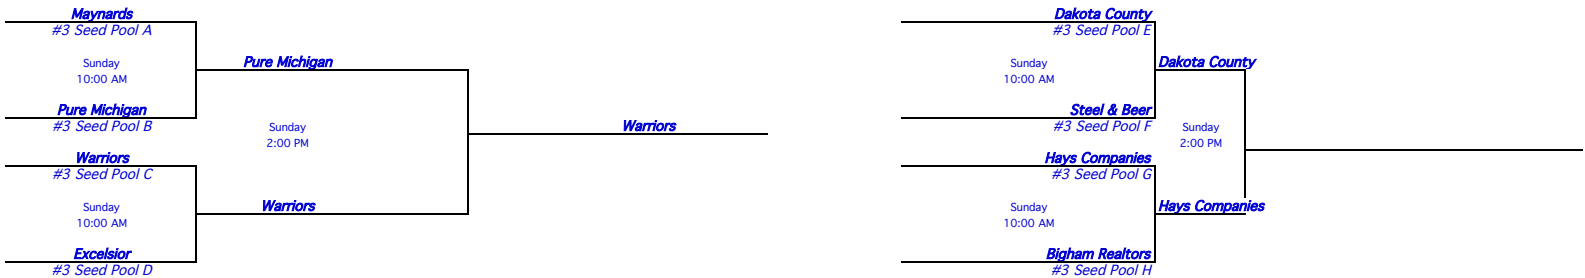 Maynards
#3 Seed Pool A
Sunday
10:00 AM
Pure Michigan
Pure Michigan
#3 Seed Pool B
Sunday
2:00 PM
Warriors
Warriors
#3 Seed Pool C
Sunday
10:00 AM
Warriors
Excelsior
#3 Seed Pool D
Dakota County
#3 Seed Pool E
Sunday
10:00 AM
Dakota County
Steel & Beer
#3 Seed Pool F
Sunday
2:00 PM
Hays Companies
#3 Seed Pool G
Sunday
10:00 AM
Hays Companies
Bigham Realtors
#3 Seed Pool H